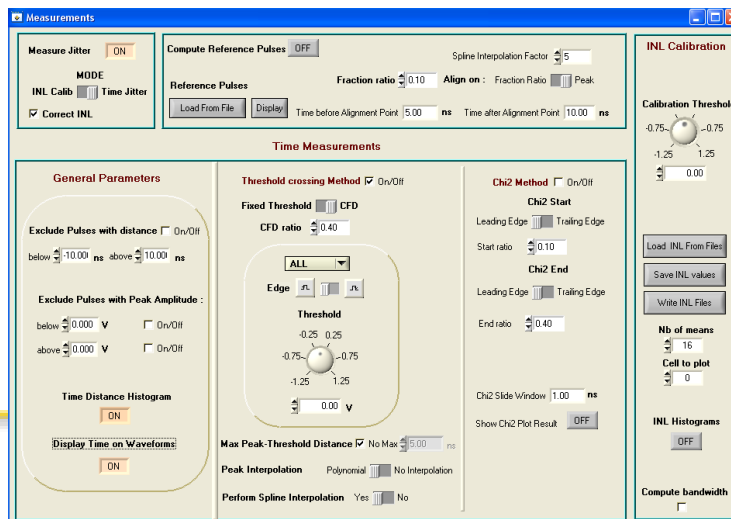 Measurements
Measure Jitter ON
MODE
INL Calib Time Jitter
Correct INL
Compute Reference Pulses OFF
Spline Interpolation Factor 5
Fraction ratio 0.10 Align on : Fraction Ratio Peak
Reference Pulses
Load From File Display Time before Alignment Point 5.00 ns Time after Alignment Point 10.00 ns
Time Measurements
General Parameters
Exclude Pulses with distance On/Off
below -10.00 ns above 10.00 ns
Exclude Pulses with Peak Amplitude :
below 0.000 V On/Off
above 0.000 V On/Off
Time Distance Histogram
ON
Display Time on Waveforms
ON
Threshold crossing Method On/Off
Fixed Threshold CFD
CFD ratio 0.40
ALL
Edge
Threshold
-0.25 0.25
-0.75 0.75
-1.25 1.25
0.00 V
Max Peak-Threshold Distance No Max 5.00 ns
Peak Interpolation Polynomial No Interpolation
Perform Spline Interpolation Yes No
Chi2 Method On/Off
Chi2 Start
Leading Edge Trailing Edge
Start ratio 0.10
Chi2 End
Leading Edge Trailing Edge
End ratio 0.40
Chi2 Slide Window 1.00 ns
Show Chi2 Plot Result OFF
INL Calibration
Calibration Threshold
-0.75 0.75
-1.25 1.25
0.00
Load INL From Files
Save INL values
Write INL Files
Nb of means
16
Cell to plot
0
INL Histograms
OFF
Compute bandwidth